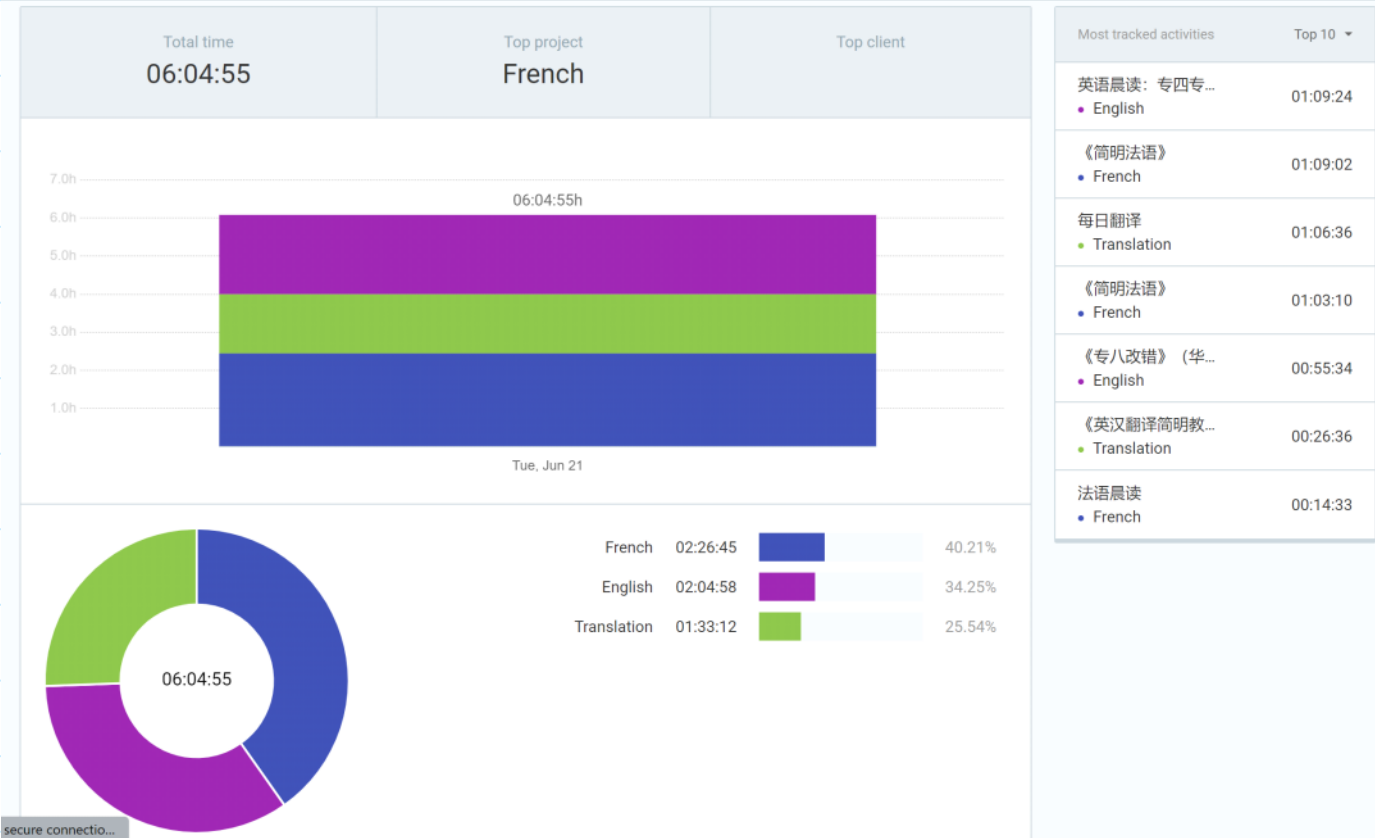 Total time
06:04:55
Top project
French
Top client
7.0h
6.0h
5.0h
4.0h
3.0h
2.0h
1.0h
06:04:55h
Tue, Jun 21
06:04:55
French 02:26:45 40.21%
English 02:04:58 34.25%
Translation 01:33:12 25.54%
Most tracked activities Top 10
英语晨读：专四专...
English
01:09:24
《简明法语》
French
01:09:02
每日翻译
Translation
01:06:36
《简明法语》
French
01:03:10
《专八改错》（华...
English
00:55:34
《英汉翻译简明教...
Translation
00:26:36
法语晨读
French
00:14:33
secure connectio...